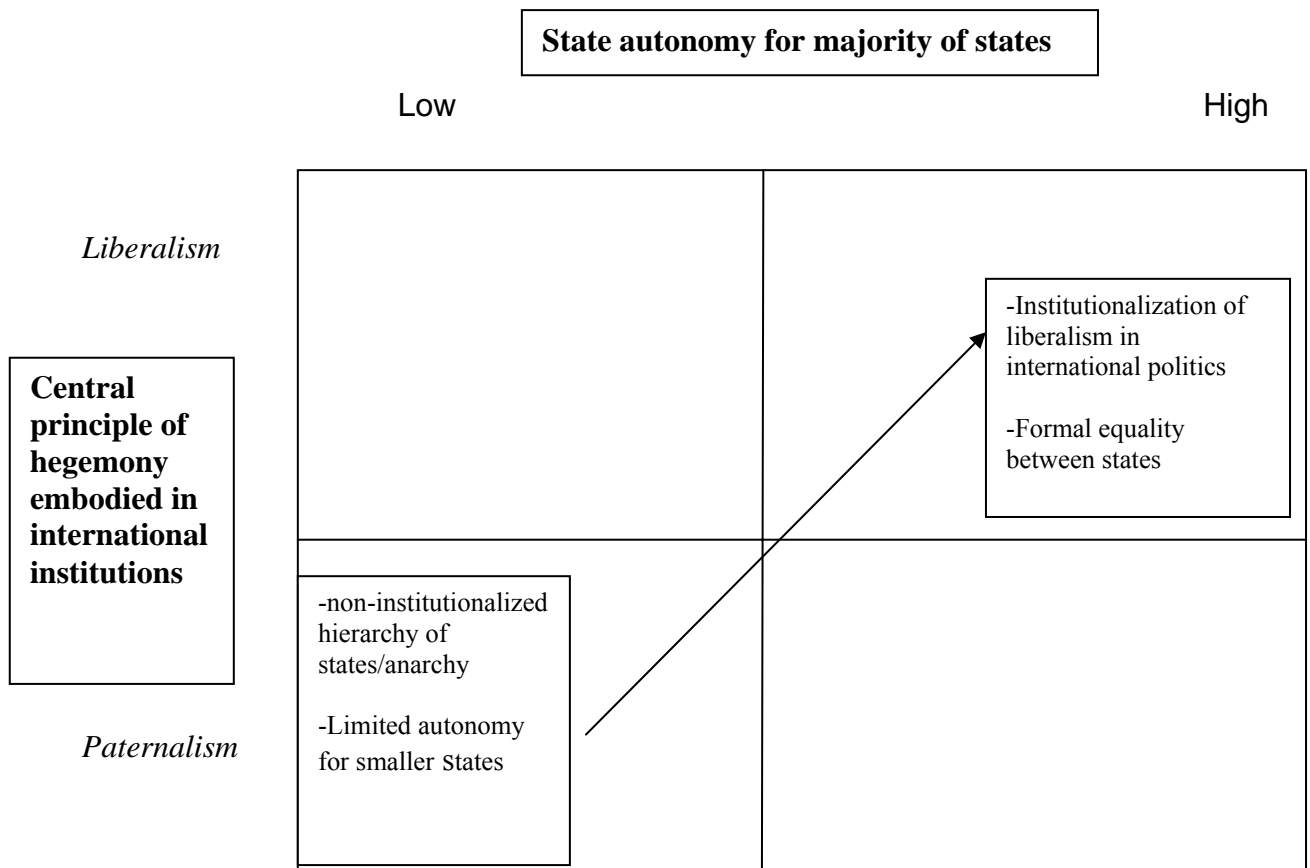 State autonomy for majority of states
Low
High
Liberalism
-Institutionalization of
liberalism in
international politics
-Formal equality
between states
Central
principle of
hegemony
embodied in
international
institutions
-non-institutionalized
hierarchy of
states/anarchy
-Limited autonomy
for smaller States
Paternalism